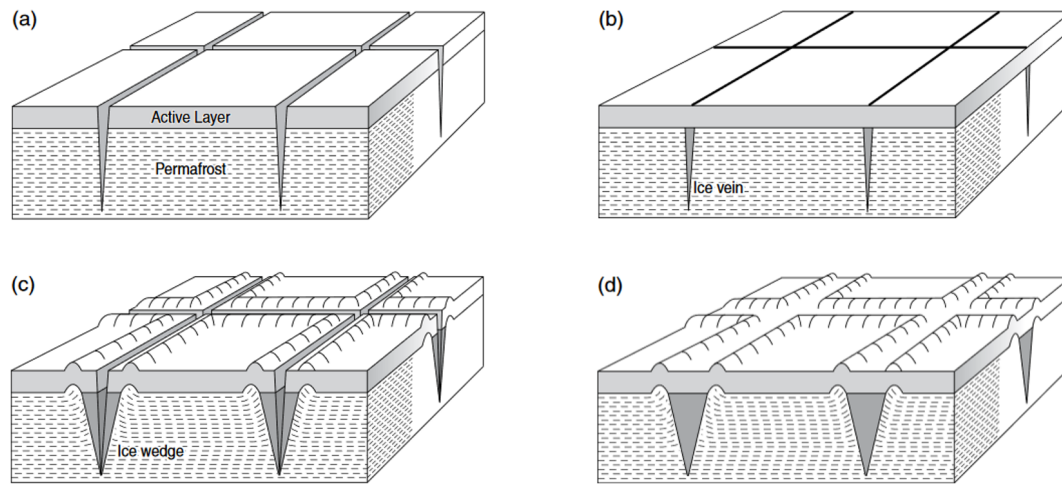 (a)
Active Layer
Permafrost
(b)
Ice vein
(c)
Ice wedge
(d)